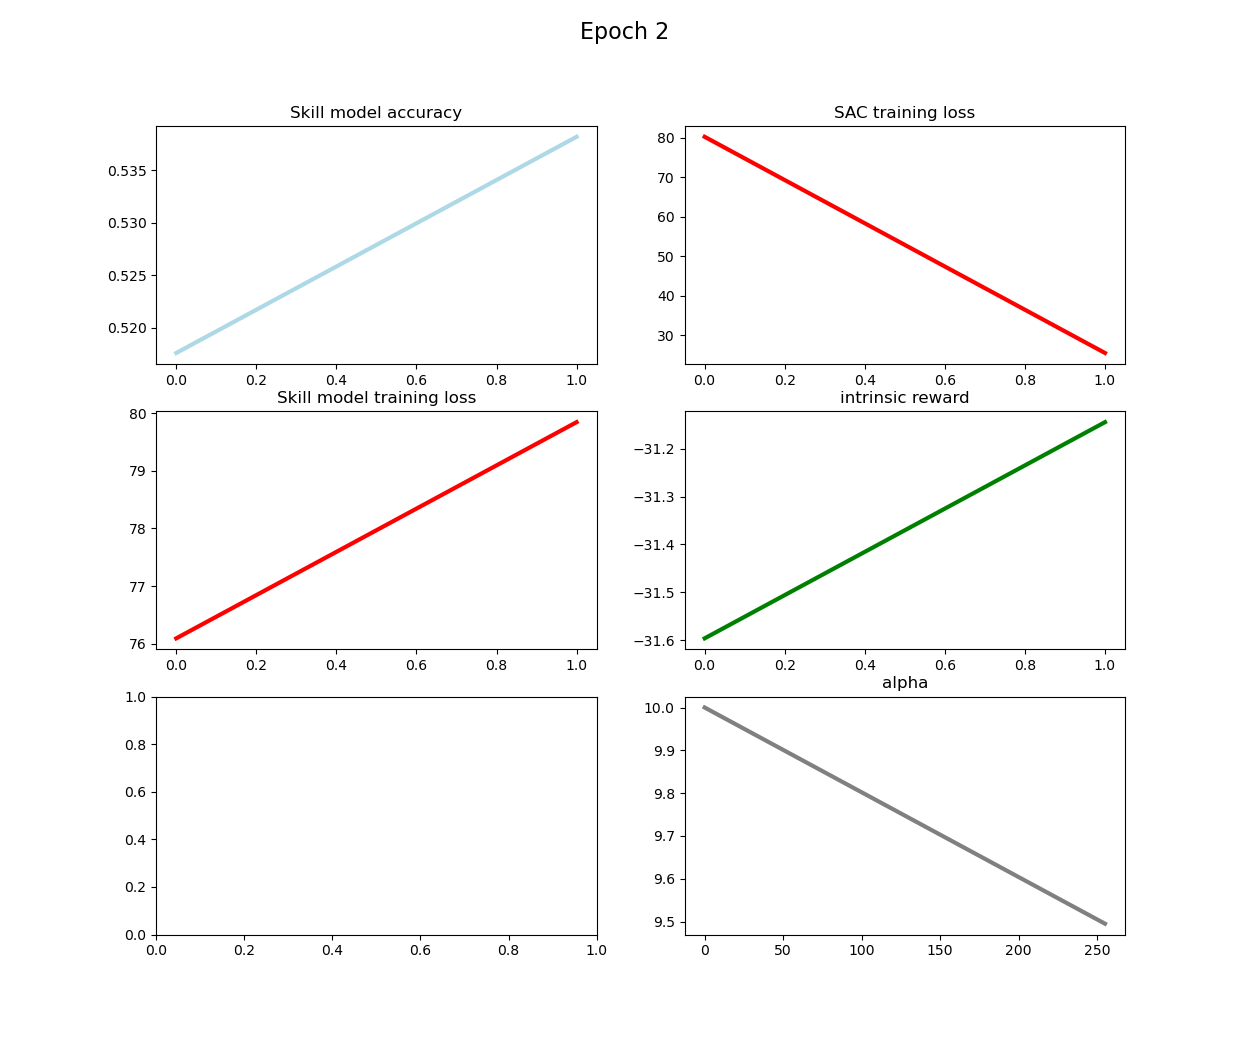 Epoch 2
Skill model accuracy
0.535
0.530
0.525
0.520
0.0 0.2 0.4 0.6 0.8 1.0
SAC training loss
80
70
60
50
40
30
0.0 0.2 0.4 0.6 0.8 1.0
Skill model training loss
80
79
78
77
76
0.0 0.2 0.4 0.6 0.8 1.0
intrinsic reward
−31.2
−31.3
−31.4
−31.5
−31.6
0.0 0.2 0.4 0.6 0.8 1.0
1.0
0.8
0.6
0.4
0.2
0.0
0.0 0.2 0.4 0.6 0.8 1.0
alpha
10.0
9.9
9.8
9.7
9.6
9.5
0 50 100 150 200 250